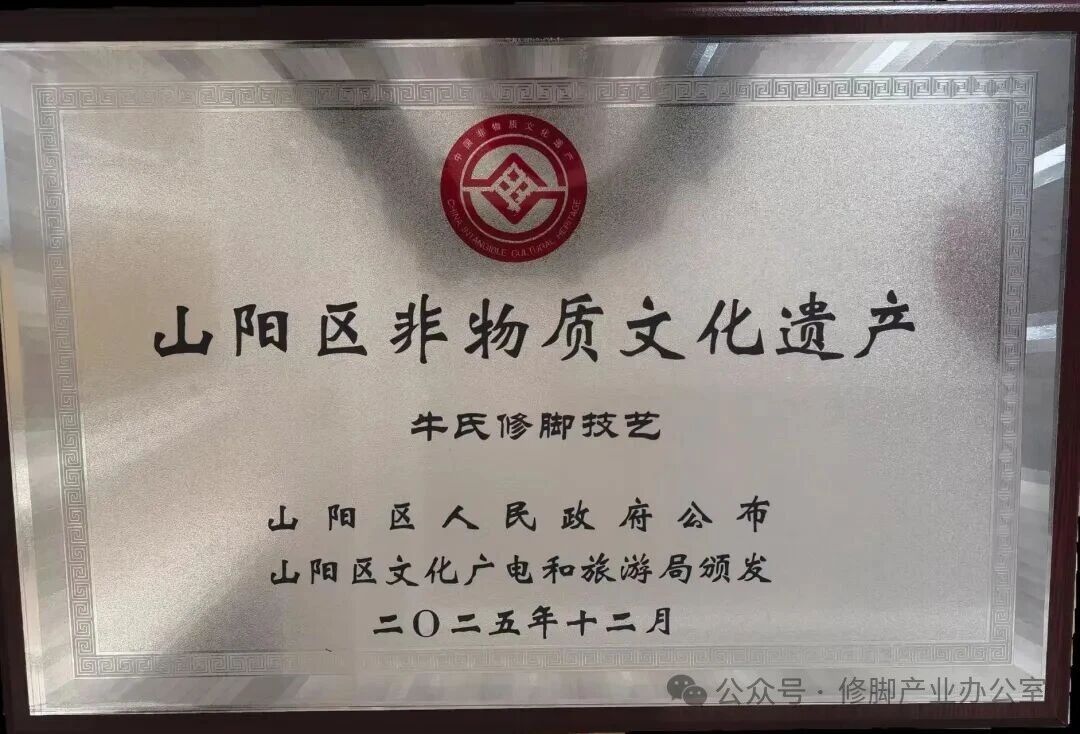 中国非物质文化遗产
CHINA INTANGIBLE CULTURAL HERITAGE
山阳区非物质文化遗产
牛氏修脚技艺
山阳区人民政府公布
山阳区文化广电和旅游局颁发
二〇二五年十二月
公众号·修脚产业办公室